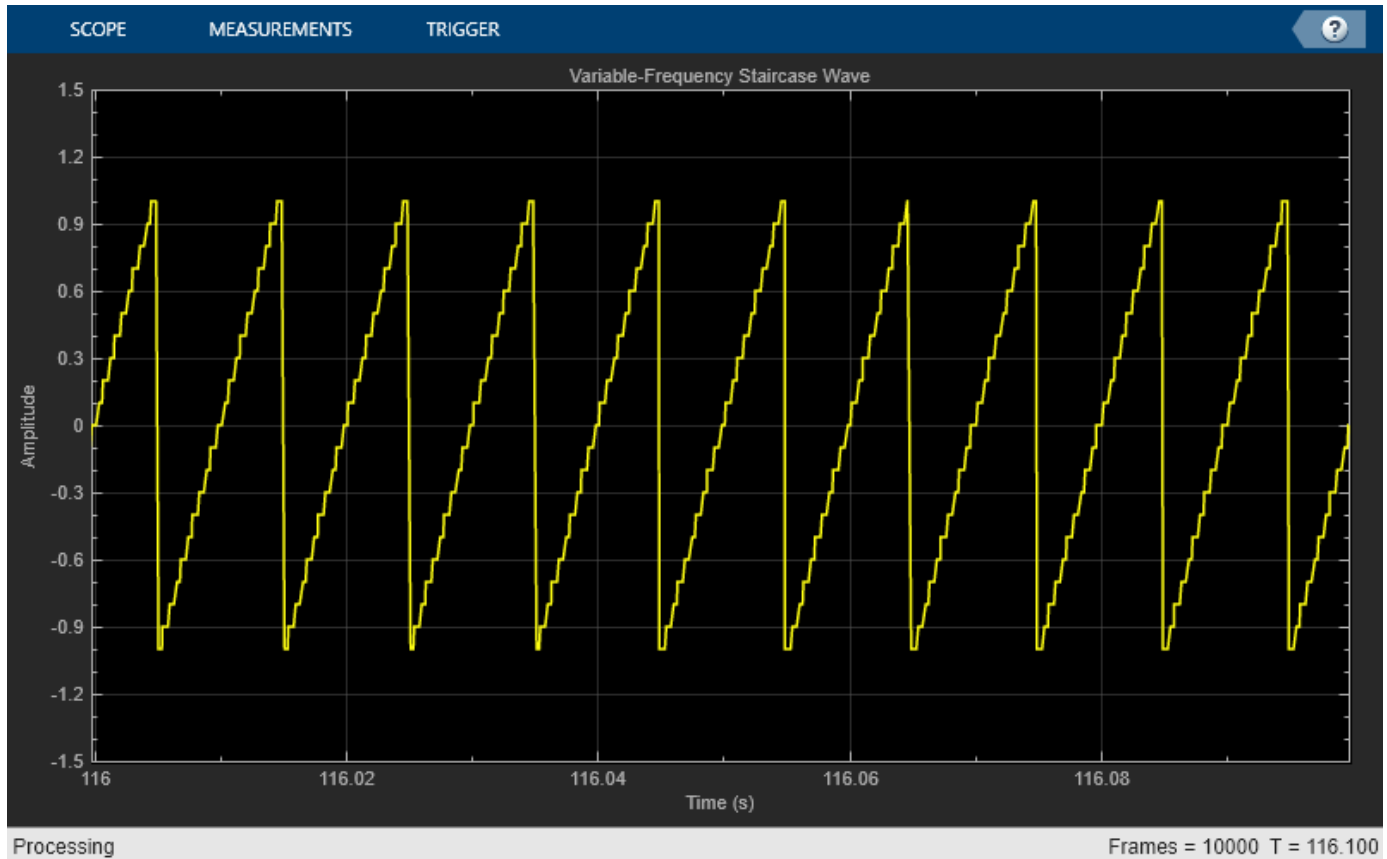 SCOPE MEASUREMENTS TRIGGER ?
Variable-Frequency Staircase Wave
1.5
1.2
0.9
0.6
0.3
0
-0.3
-0.6
-0.9
-1.2
-1.5
Amplitude
116 116.02 116.04 116.06 116.08
Time (s)
Processing Frames = 10000 T = 116.100